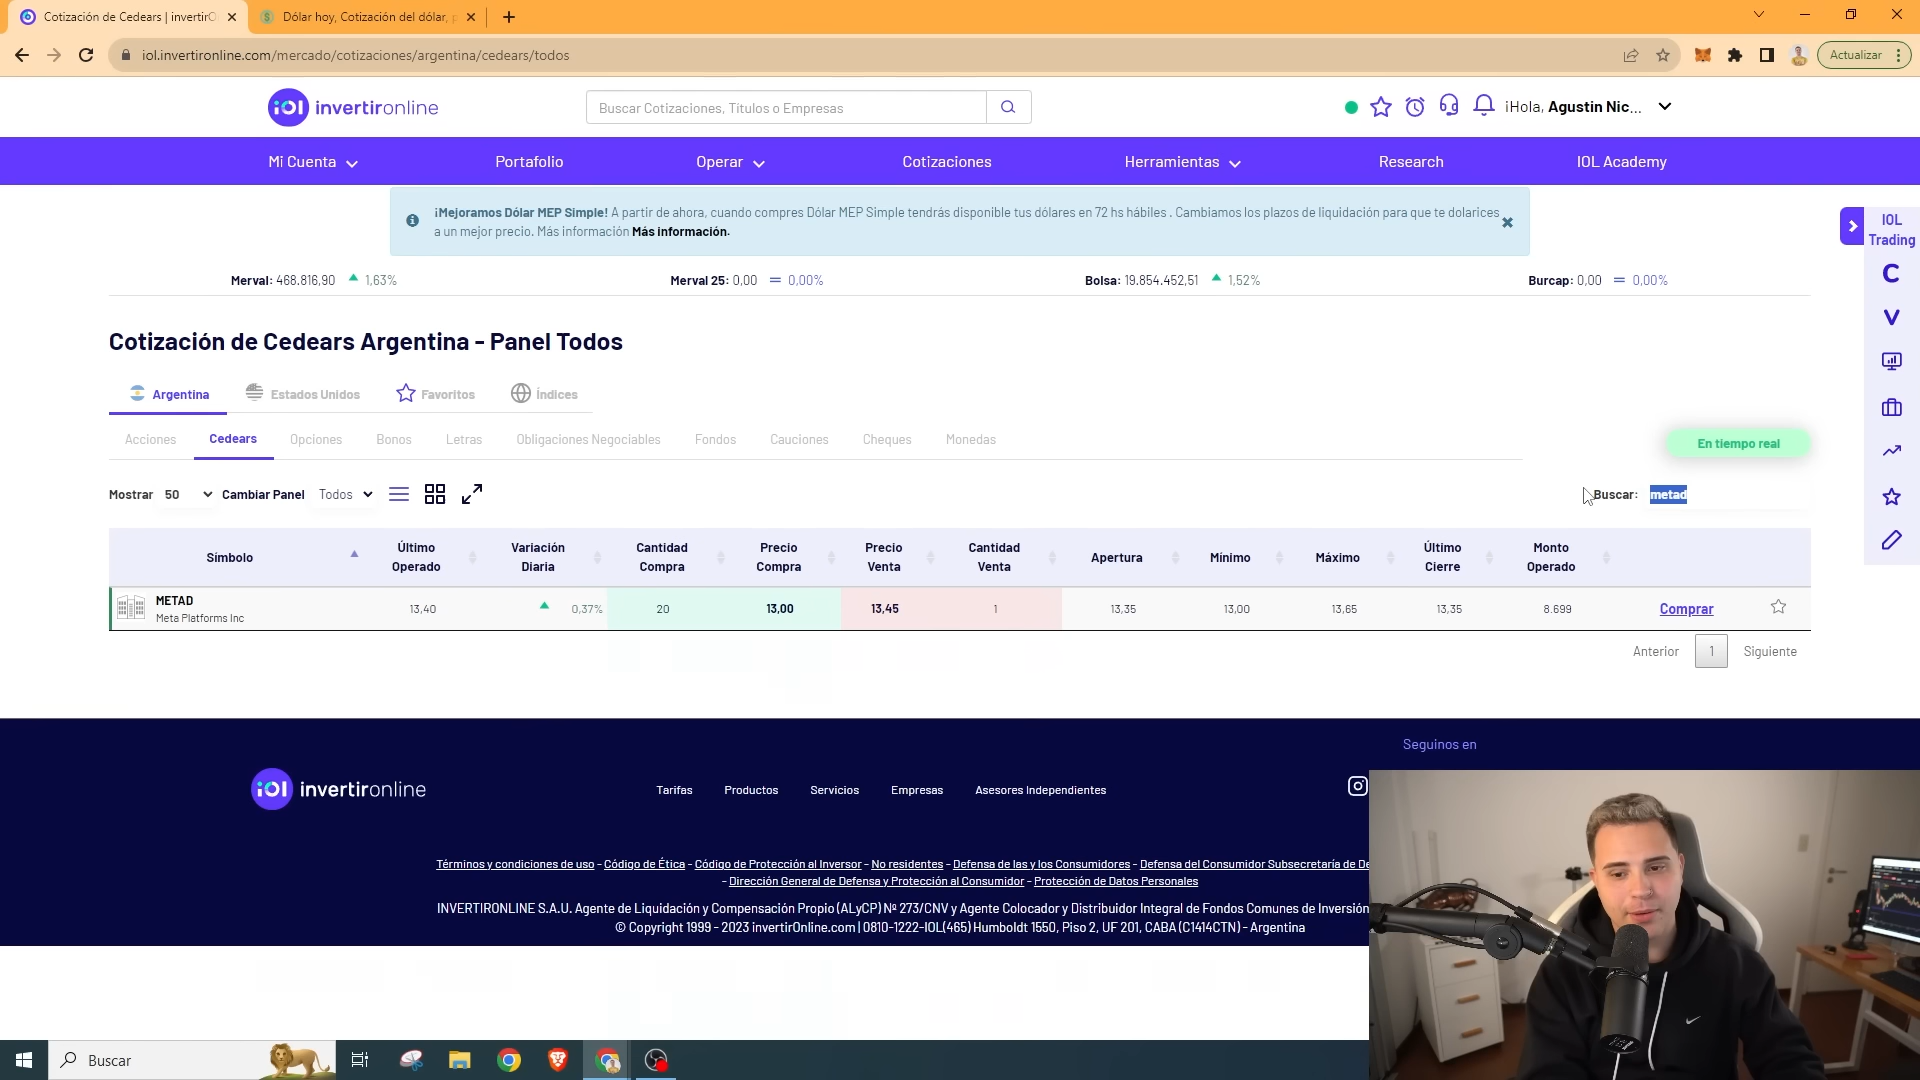 Cotización de Cedears | invertirO
Dólar hoy, Cotización del dólar,
iol.invertironline.com/mercado/cotizaciones/argentina/cedears/todos
Actualizar
iOl invertironline
Buscar Cotizaciones, Títulos o Empresas
¡Hola, Agustin Nic...
Mi Cuenta
Portafolio
Operar
Cotizaciones
Herramientas
Research
IOL Academy
¡Mejoramos Dólar MEP Simple! A partir de ahora, cuando compres Dólar MEP Simple tendrás disponible tus dólares en 72 hs hábiles . Cambiamos los plazos de liquidación para que te dolarices
a un mejor precio. Más información Más información.
IOL
Trading
C
V
Merval: 468.816,90 1,63%
Merval 25: 0,00 = 0,00%
Bolsa: 19.854.452,51 1,52%
Burcap: 0,00 = 0,00%
Cotización de Cedears Argentina - Panel Todos
Argentina
Estados Unidos
Favoritos
Índices
Acciones
Cedears
Opciones
Bonos
Letras
Obligaciones Negociables
Fondos
Cauciones
Cheques
Monedas
En tiempo real
Mostrar 50
Cambiar Panel Todos
Buscar: metad
Símbolo
Último
Operado
Variación
Diaria
Cantidad
Compra
Precio
Compra
Precio
Venta
Cantidad
Venta
Apertura
Mínimo
Máximo
Último
Cierre
Monto
Operado
METAD
Meta Platforms Inc
13,40
0,37%
20
13,00
13,45
1
13,35
13,00
13,65
13,35
8.699
Comprar
Anterior
1
Siguiente
Seguinos en
iOl invertironline
Tarifas
Productos
Servicios
Empresas
Asesores Independientes
Términos y condiciones de uso - Código de Ética - Código de Protección al Inversor - No residentes - Defensa de las y los Consumidores - Defensa del Consumidor Subsecretaría de De
- Dirección General de Defensa y Protección al Consumidor - Protección de Datos Personales
INVERTIRONLINE S.A.U. Agente de Liquidación y Compensación Propio (ALyCP) Nº 273/CNV y Agente Colocador y Distribuidor Integral de Fondos Comunes de Inversión
© Copyright 1999 - 2023 invertirOnline.com | 0810-1222-IOL(465) Humboldt 1550, Piso 2, UF 201, CABA (C1414CTN) - Argentina
Buscar